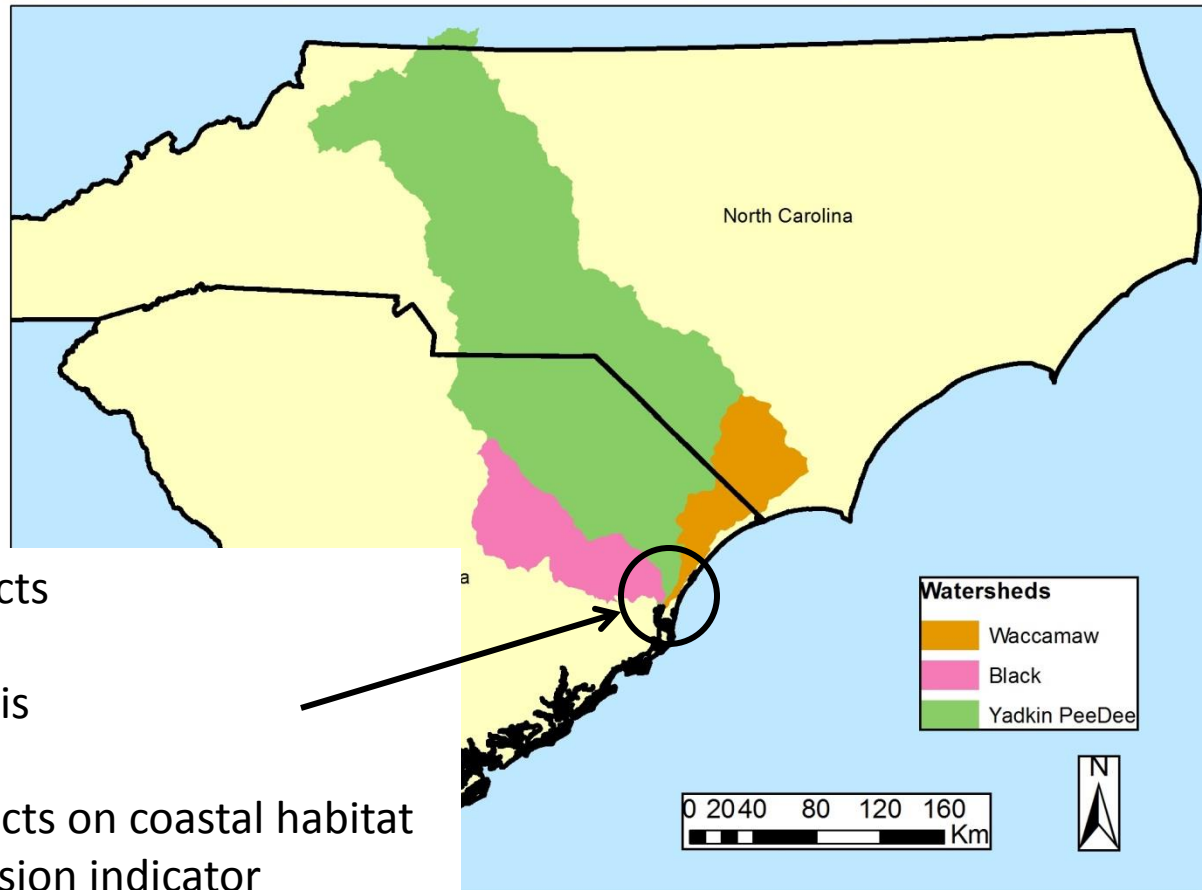 North Carolina
a
cts
is
cts on coastal habitat
sion indicator
Watersheds
Waccamaw
Black
Yadkin PeeDee
0 20 40 80 120 160
Km
N